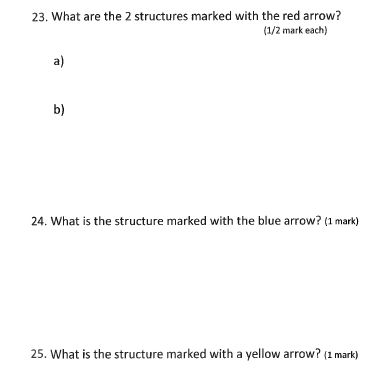 23. What are the 2 structures marked with the red arrow?
(1/2 mark each)
a)
b)
24. What is the structure marked with the blue arrow? (1 mark)
25. What is the structure marked with a yellow arrow? (1 mark)